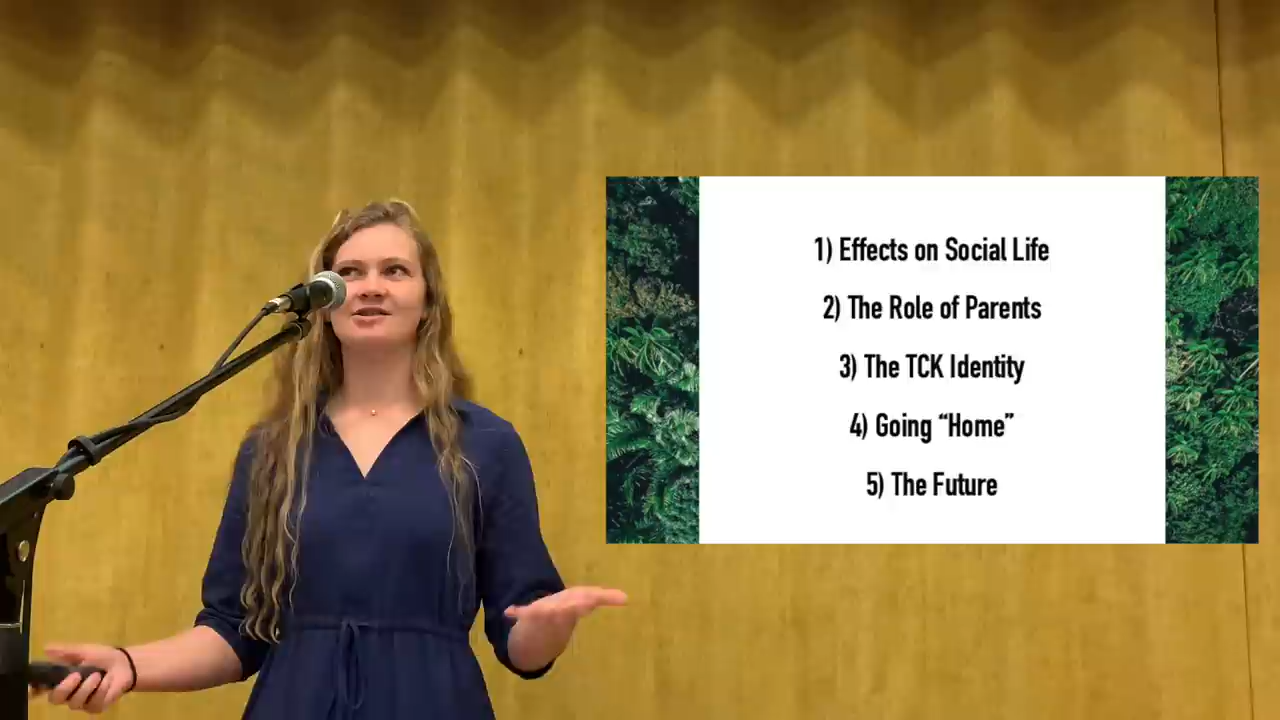 1) Effects on Social Life
2) The Role of Parents
3) The TCK Identity
4) Going “Home”
5) The Future